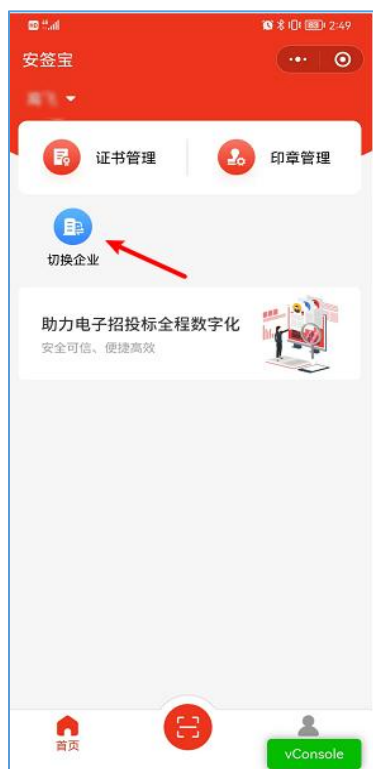 HD 2:49
安签宝
证书管理
印章管理
切换企业
助力电子招投标全程数字化
安全可信、便捷高效
首页
vConsole